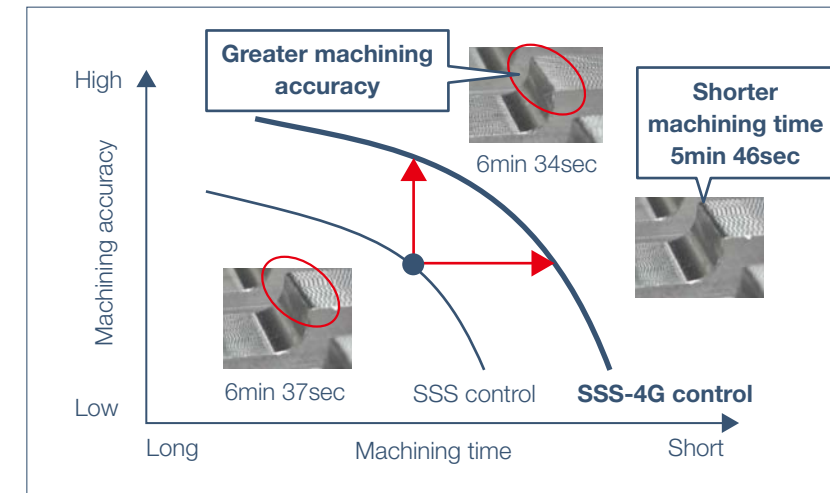 Greater machining
accuracy
High
Shorter
machining time
5min 46sec
6min 34sec
Machining accuracy
6min 37sec
SSS control
SSS-4G control
Low
Long
Machining time
Short